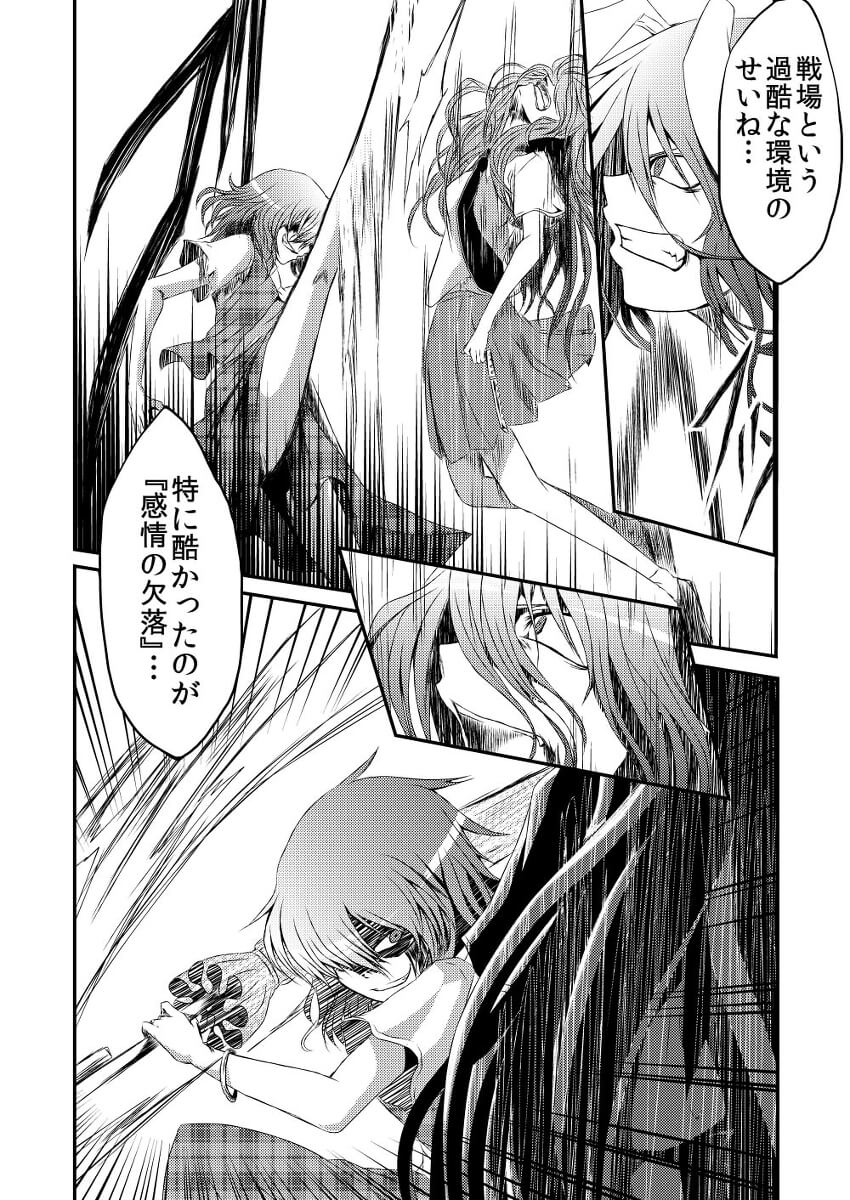 戦場という
過酷な環境の
せいね…
特に酷かったのが
『感情の欠落』…